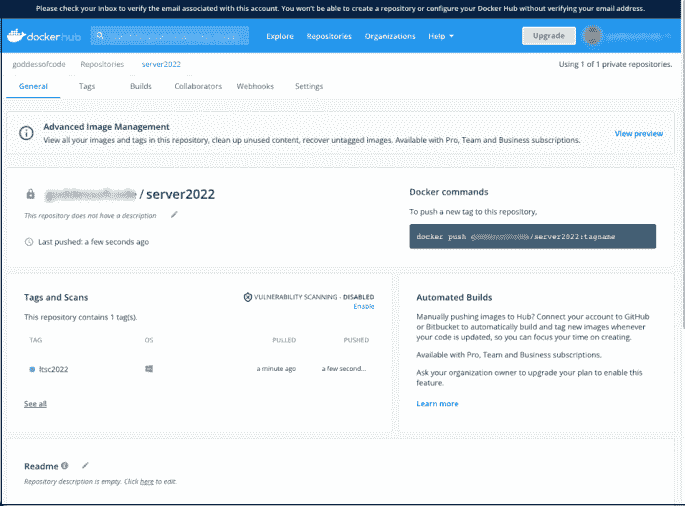 Please check your inbox to verify the email associated with this account. You won't be able to create a repository or configure your Docker Hub without verifying your email address.
docker hub Explore Repositories Organizations Help Upgrade
goddessofcode Repositories server2022 Using 1 of 1 private repositories.
General Tags Builds Collaborators Webhooks Settings
Advanced Image Management
View all your images and tags in this repository, clean up unused content, recover untagged images. Available with Pro, Team and Business subscriptions.
View preview
/ server2022
This repository does not have a description
Last pushed: a few seconds ago
Docker commands
To push a new tag to this repository,
docker push /server2022:tagname
Tags and Scans
VULNERABILITY SCANNING - DISABLED
Enable
This repository contains 1 tag(s).
TAG OS PULLED PUSHED
ltsc2022 a minute ago a few second...
See all
Automated Builds
Manually pushing images to Hub? Connect your account to GitHub
or Bitbucket to automatically build and tag new images whenever
your code is updated, so you can focus your time on creating.
Available with Pro, Team and Business subscriptions.
Ask your organization owner to upgrade your plan to enable this
feature.
Learn more
Readme
Repository description is empty. Click here to edit.